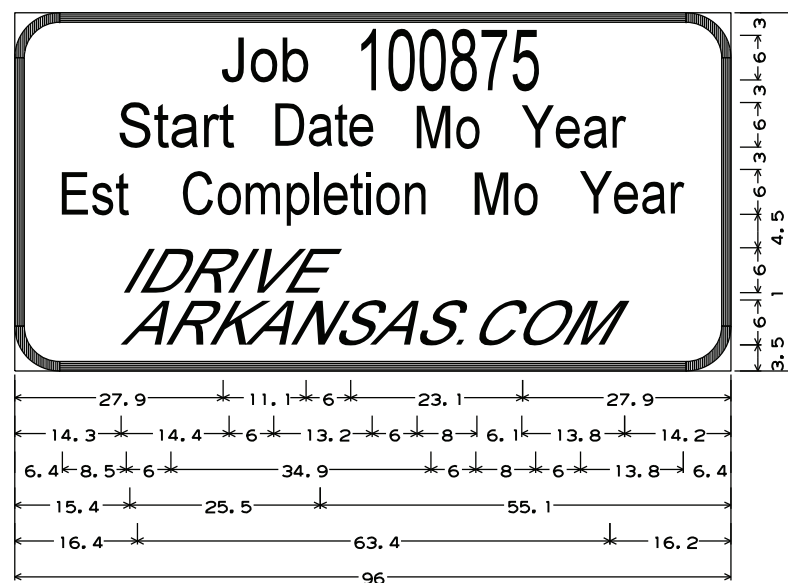 Job 100875
Start Date Mo Year
Est Completion Mo Year
IDRIVE
ARKANSAS.COM
3
6
3
6
3
6
4.5
6
1
6
3.5
27.9 11.1 6 23.1 27.9
14.3 14.4 6 13.2 6 8 6.1 13.8 14.2
6.4 8.5 6 34.9 6 8 6 13.8 6.4
15.4 25.5 55.1
16.4 63.4 16.2
96